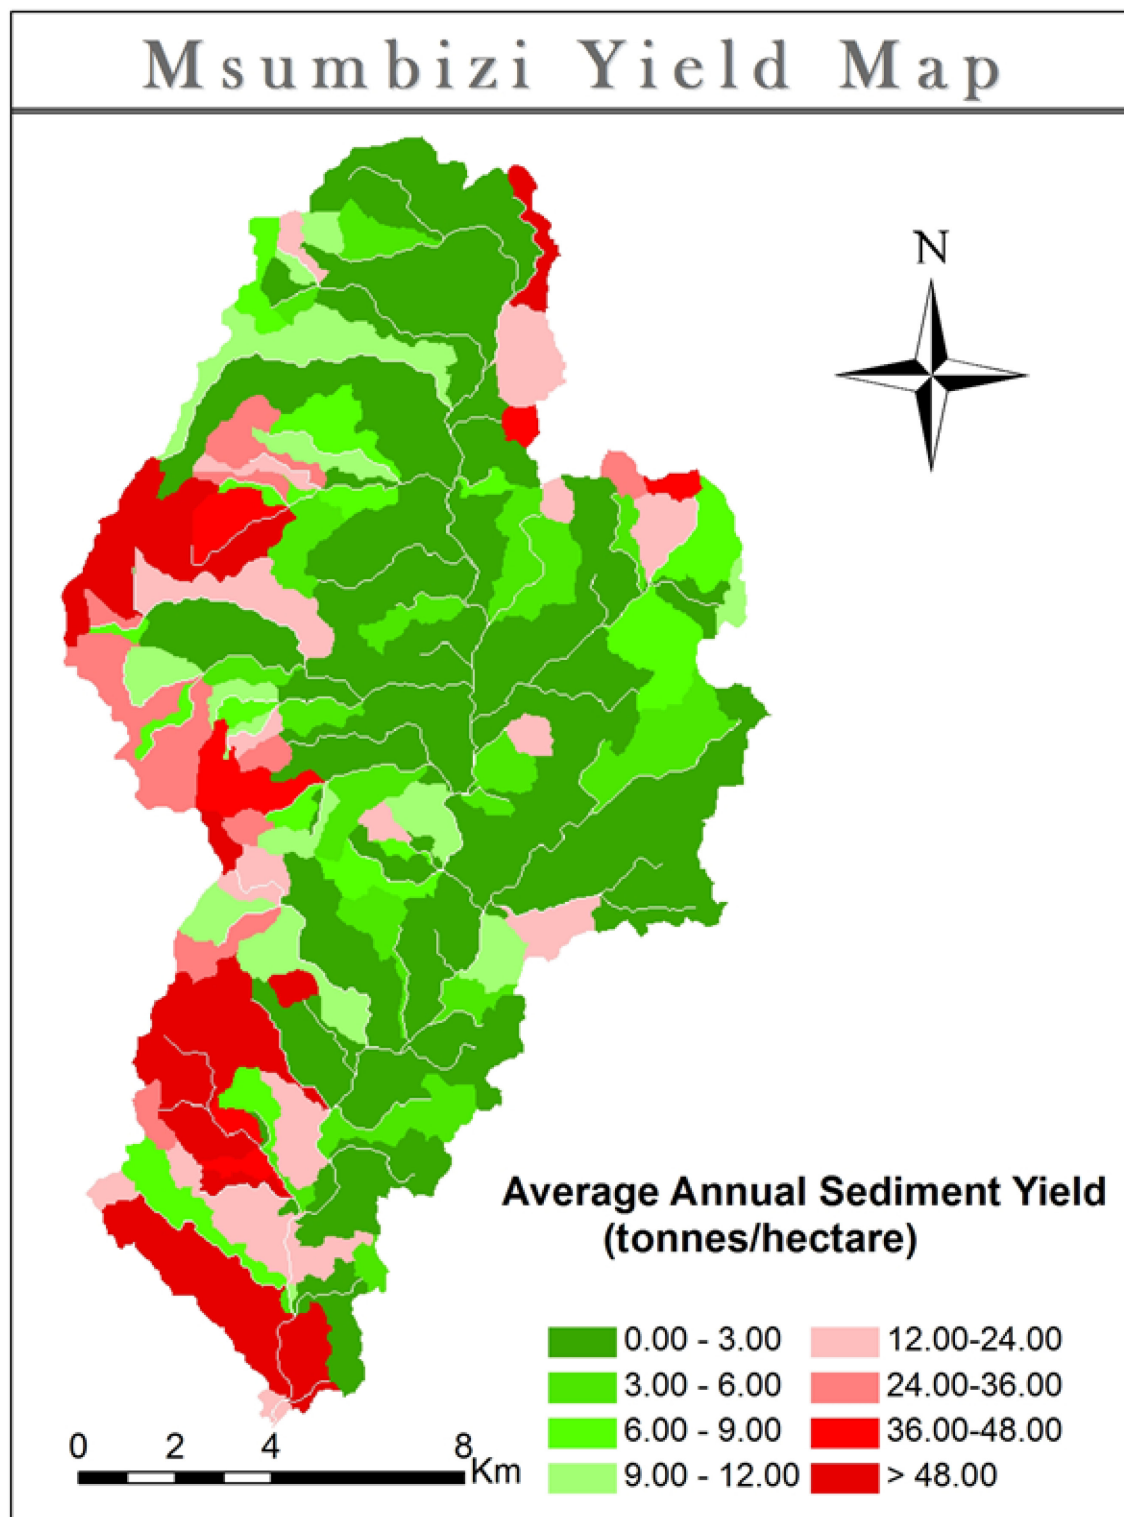 Msumbizi Yield Map
N
Average Annual Sediment Yield
(tonnes/hectare)
0.00 - 3.00
3.00 - 6.00
6.00 - 9.00
9.00 - 12.00
12.00-24.00
24.00-36.00
36.00-48.00
> 48.00
0 2 4 8 Km